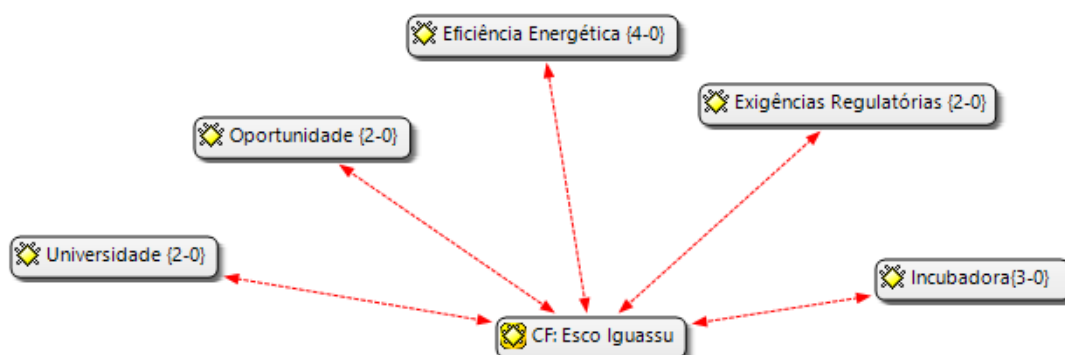 Eficiência Energética {4-0}
Exigências Regulatórias {2-0}
Oportunidade {2-0}
Universidade {2-0}
Incubadora{3-0}
CF: Esco Iguassu